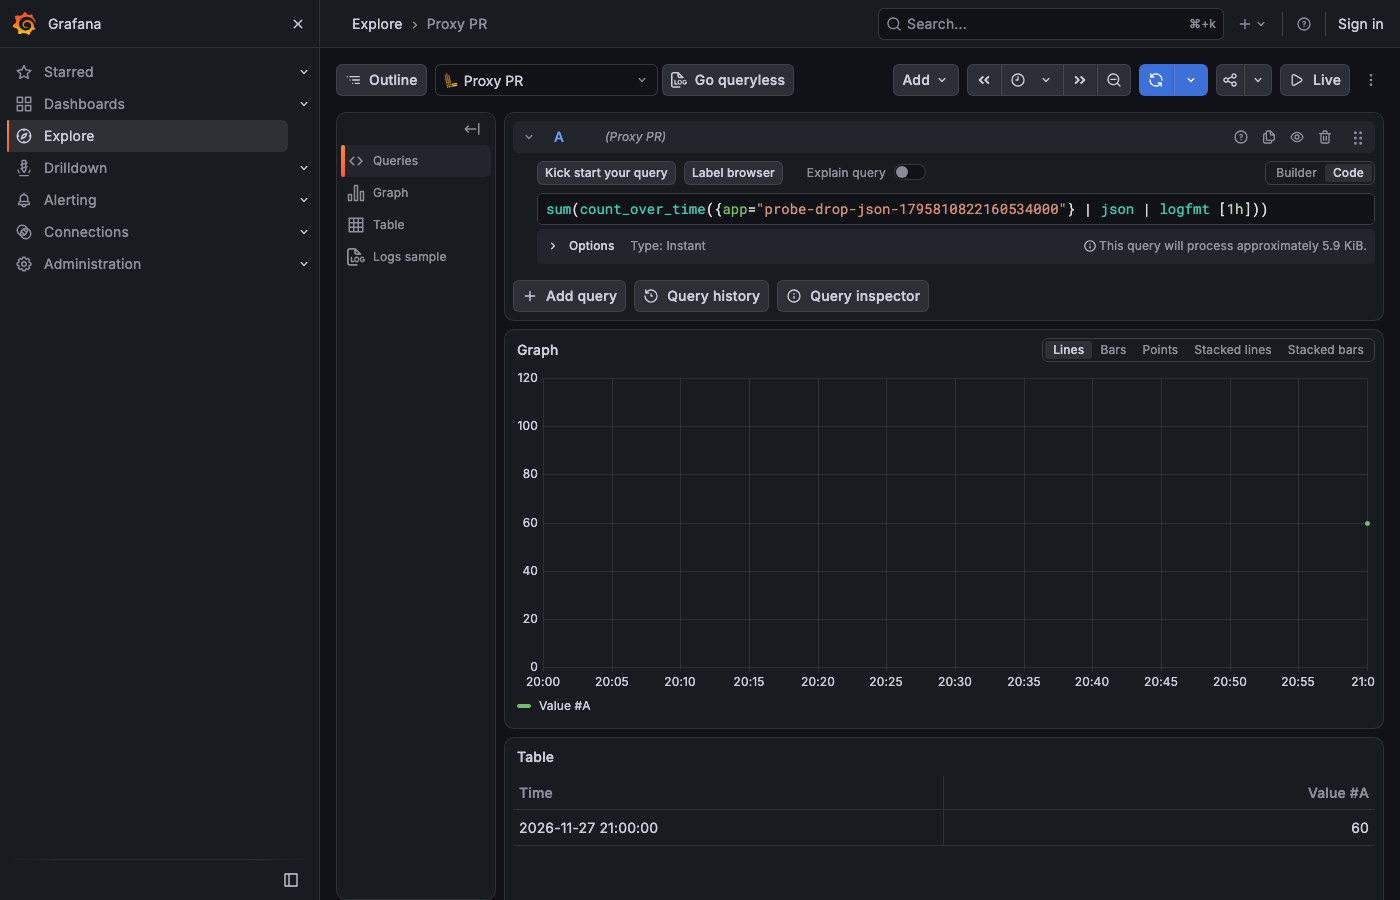 Grafana
Explore › Proxy PR
Search...
⌘+k
Sign in
Starred
Dashboards
Explore
Drilldown
Alerting
Connections
Administration
Outline
Proxy PR
Go queryless
Add
Live
Queries
Graph
Table
Logs sample
A
(Proxy PR)
Kick start your query
Label browser
Explain query
Builder
Code
sum(count_over_time({app="probe-drop-json-1795810822160534000"} | json | logfmt [1h]))
Options
Type: Instant
This query will process approximately 5.9 KiB.
Add query
Query history
Query inspector
Graph
Lines
Bars
Points
Stacked lines
Stacked bars
120
100
80
60
40
20
0
20:00 20:05 20:10 20:15 20:20 20:25 20:30 20:35 20:40 20:45 20:50 20:55 21:0
Value #A
Table
Time Value #A
2026-11-27 21:00:00 60